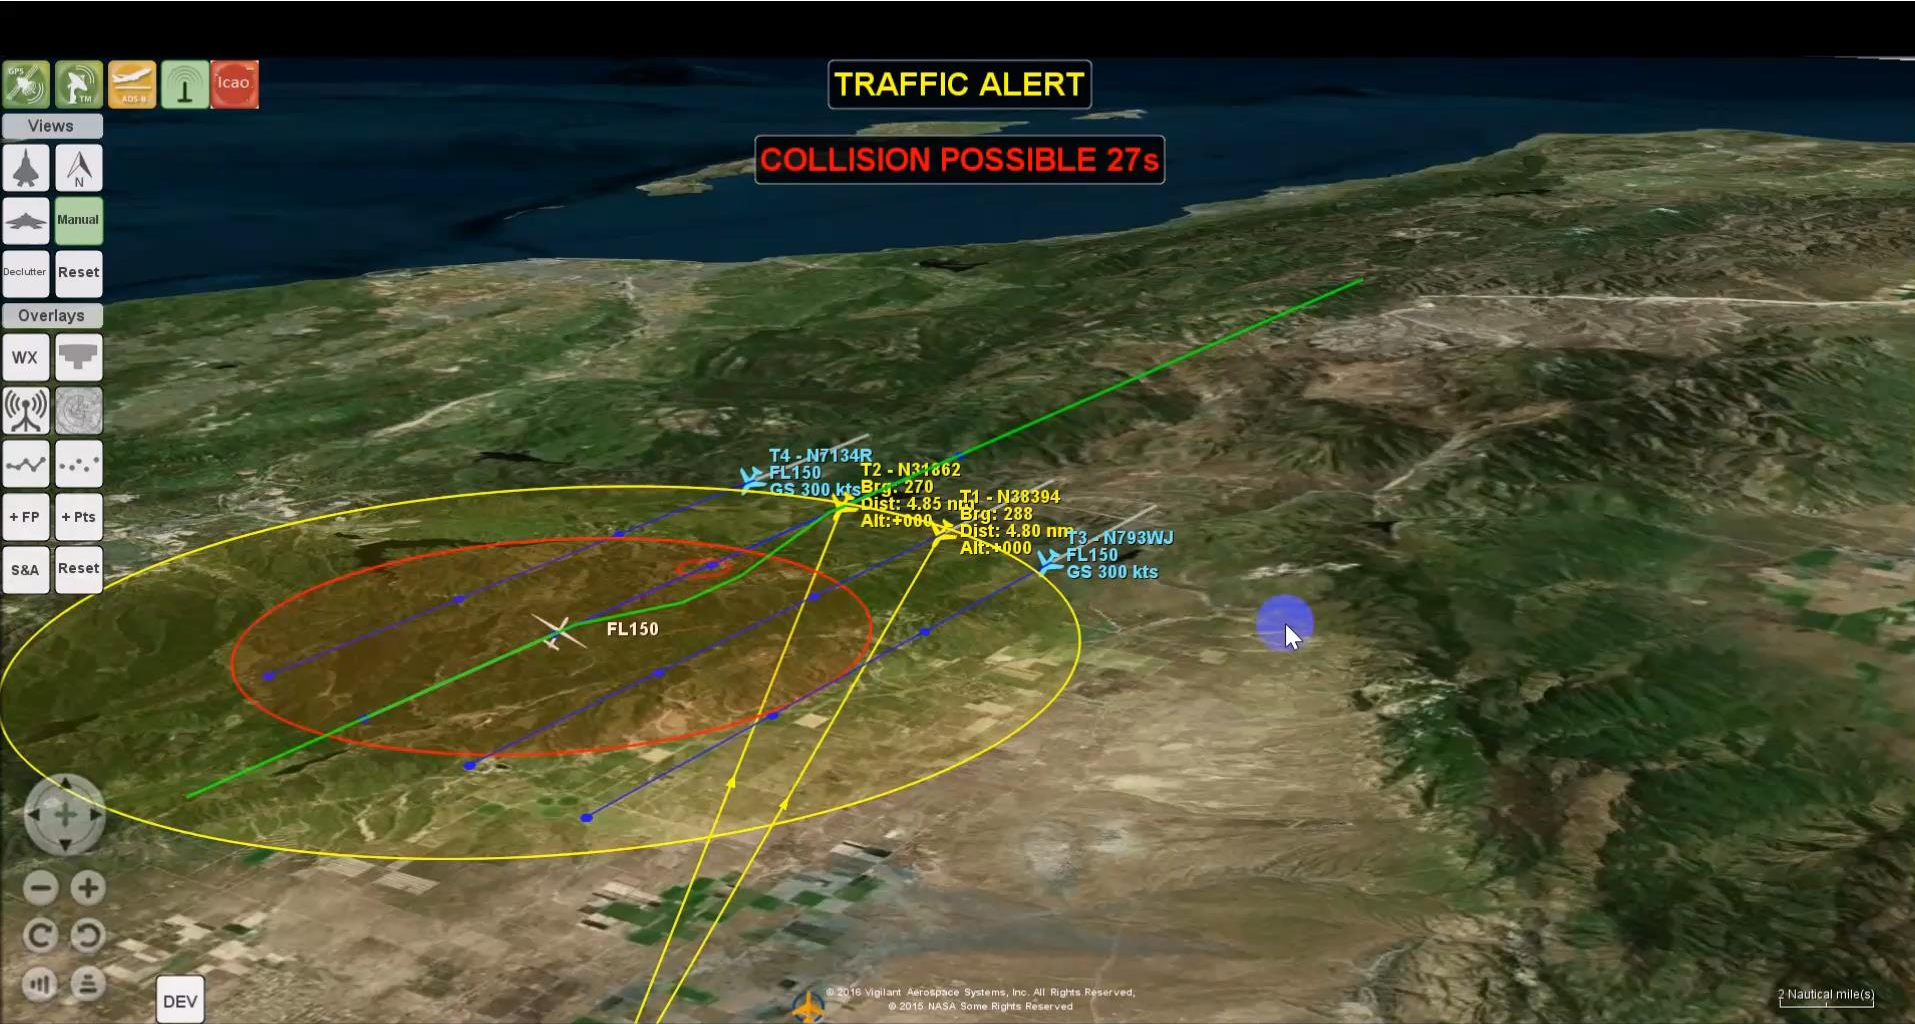 GPS
TM
ADS-B
Icao
TRAFFIC ALERT
COLLISION POSSIBLE 27s
Views
N
Manual
Declutter
Reset
Overlays
WX
+ FP
+ Pts
S&A
Reset
T4 - N7134R
FL150
GS 300 kts
T2 - N31862
Brg: 270
Dist: 4.85 nm
Alt:+000
T1 - N38394
Brg: 288
Dist: 4.80 nm
Alt:+000
T3 - N793WJ
FL150
GS 300 kts
FL150
DEV
© 2016 Vigilant Aerospace Systems, Inc. All Rights Reserved,
© 2015 NASA Some Rights Reserved
2 Nautical mile(s)